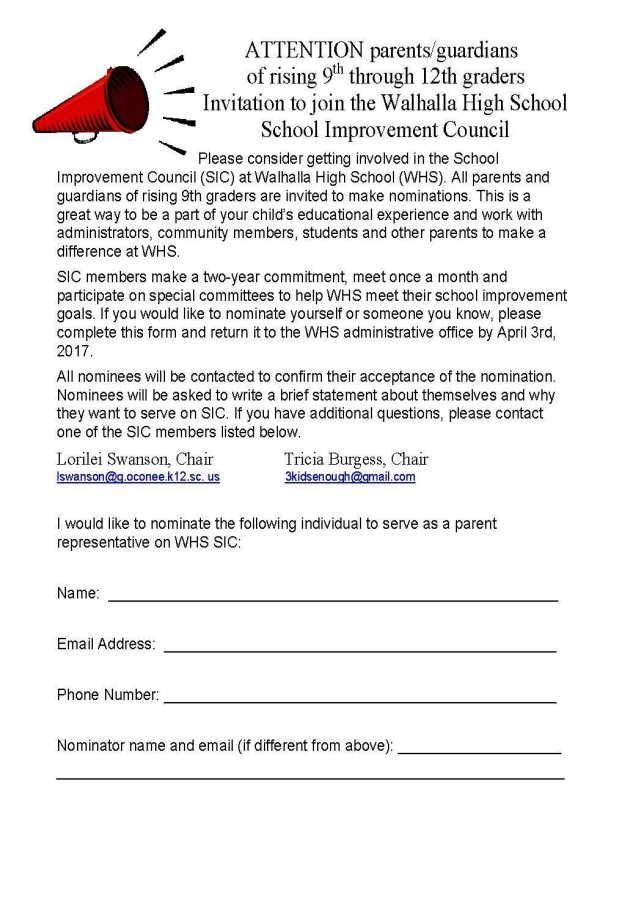 ATTENTION parents/guardians
of rising 9th through 12th graders
Invitation to join the Walhalla High School
School Improvement Council
Please consider getting involved in the School
Improvement Council (SIC) at Walhalla High School (WHS). All parents and
guardians of rising 9th graders are invited to make nominations. This is a
great way to be a part of your child's educational experience and work with
administrators, community members, students and other parents to make a
difference at WHS.
SIC members make a two-year commitment, meet once a month and
participate on special committees to help WHS meet their school improvement
goals. If you would like to nominate yourself or someone you know, please
complete this form and return it to the WHS administrative office by April 3rd,
2017.
All nominees will be contacted to confirm their acceptance of the nomination.
Nominees will be asked to write a brief statement about themselves and why
they want to serve on SIC. If you have additional questions, please contact
one of the SIC members listed below.
Lorilei Swanson, Chair Tricia Burgess, Chair
lswanson@g.oconee.k12.sc. us 3kidsenough@gmail.com
I would like to nominate the following individual to serve as a parent
representative on WHS SIC:
Name:
Email Address:
Phone Number:
Nominator name and email (if different from above):